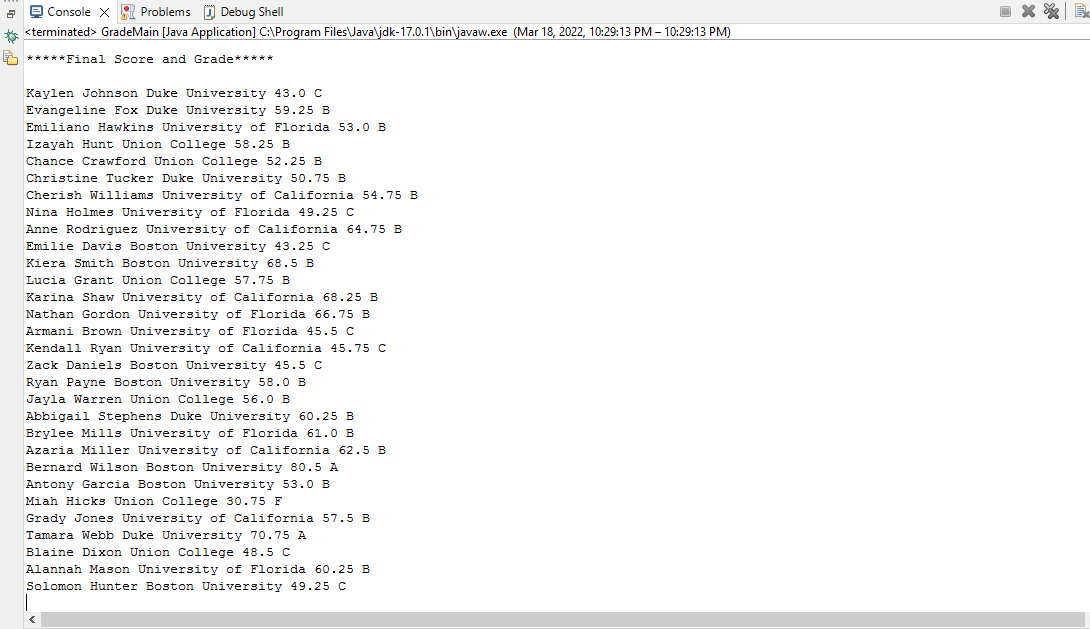 Console Problems Debug Shell
<terminated> GradeMain [Java Application] C:\Program Files\Java\jdk-17.0.1\bin\javaw.exe (Mar 18, 2022, 10:29:13 PM – 10:29:13 PM)
*****Final Score and Grade*****
Kaylen Johnson Duke University 43.0 C
Evangeline Fox Duke University 59.25 B
Emiliano Hawkins University of Florida 53.0 B
Izayah Hunt Union College 58.25 B
Chance Crawford Union College 52.25 B
Christine Tucker Duke University 50.75 B
Cherish Williams University of California 54.75 B
Nina Holmes University of Florida 49.25 C
Anne Rodriguez University of California 64.75 B
Emilie Davis Boston University 43.25 C
Kiera Smith Boston University 68.5 B
Lucia Grant Union College 57.75 B
Karina Shaw University of California 68.25 B
Nathan Gordon University of Florida 66.75 B
Armani Brown University of Florida 45.5 C
Kendall Ryan University of California 45.75 C
Zack Daniels Boston University 45.5 C
Ryan Payne Boston University 58.0 B
Jayla Warren Union College 56.0 B
Abbigail Stephens Duke University 60.25 B
Brylee Mills University of Florida 61.0 B
Azaria Miller University of California 62.5 B
Bernard Wilson Boston University 80.5 A
Antony Garcia Boston University 53.0 B
Miah Hicks Union College 30.75 F
Grady Jones University of California 57.5 B
Tamara Webb Duke University 70.75 A
Blaine Dixon Union College 48.5 C
Alannah Mason University of Florida 60.25 B
Solomon Hunter Boston University 49.25 C